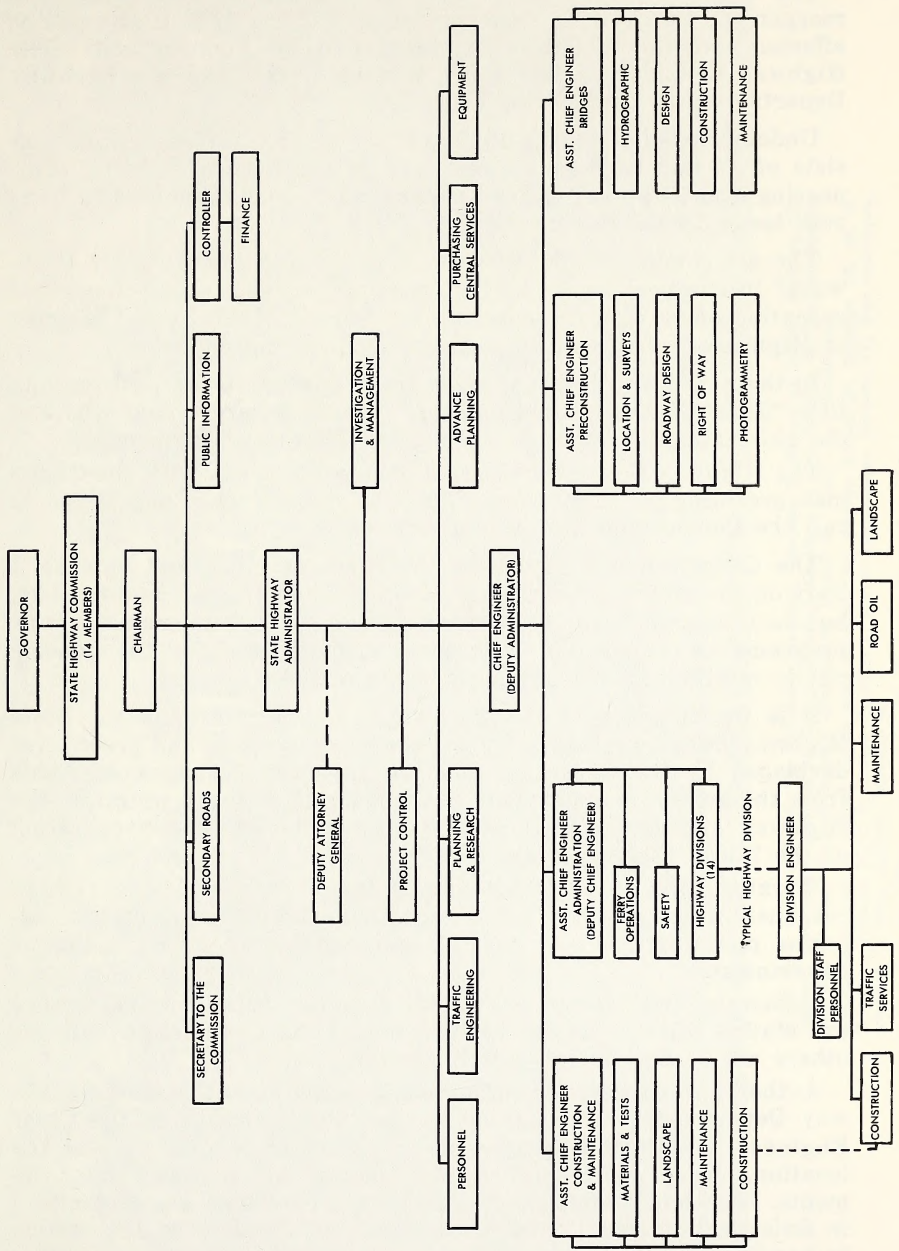 GOVERNOR
STATE HIGHWAY COMMISSION
(14 MEMBERS)
CHAIRMAN
SECRETARY TO THE
COMMISSION
SECONDARY ROADS
PUBLIC INFORMATION
CONTROLLER
FINANCE
STATE HIGHWAY
ADMINISTRATOR
DEPUTY ATTORNEY
GENERAL
INVESTIGATION
& MANAGEMENT
PROJECT CONTROL
PERSONNEL
TRAFFIC
ENGINEERING
PLANNING
& RESEARCH
ADVANCE
PLANNING
PURCHASING
CENTRAL SERVICES
EQUIPMENT
CHIEF ENGINEER
(DEPUTY ADMINISTRATOR)
ASST. CHIEF ENGINEER
CONSTRUCTION
& MAINTENANCE
MATERIALS & TESTS
LANDSCAPE
MAINTENANCE
CONSTRUCTION
ASST. CHIEF ENGINEER
ADMINISTRATION
(DEPUTY CHIEF ENGINEER)
FERRY
OPERATIONS
SAFETY
HIGHWAY DIVISIONS
(14)
TYPICAL HIGHWAY DIVISION
DIVISION ENGINEER
DIVISION STAFF
PERSONNEL
ASST. CHIEF ENGINEER
PRECONSTRUCTION
LOCATION & SURVEYS
ROADWAY DESIGN
RIGHT OF WAY
PHOTOGRAMMETRY
ASST. CHIEF ENGINEER
BRIDGES
HYDROGRAPHIC
DESIGN
CONSTRUCTION
MAINTENANCE
CONSTRUCTION
TRAFFIC
SERVICES
MAINTENANCE
ROAD OIL
LANDSCAPE